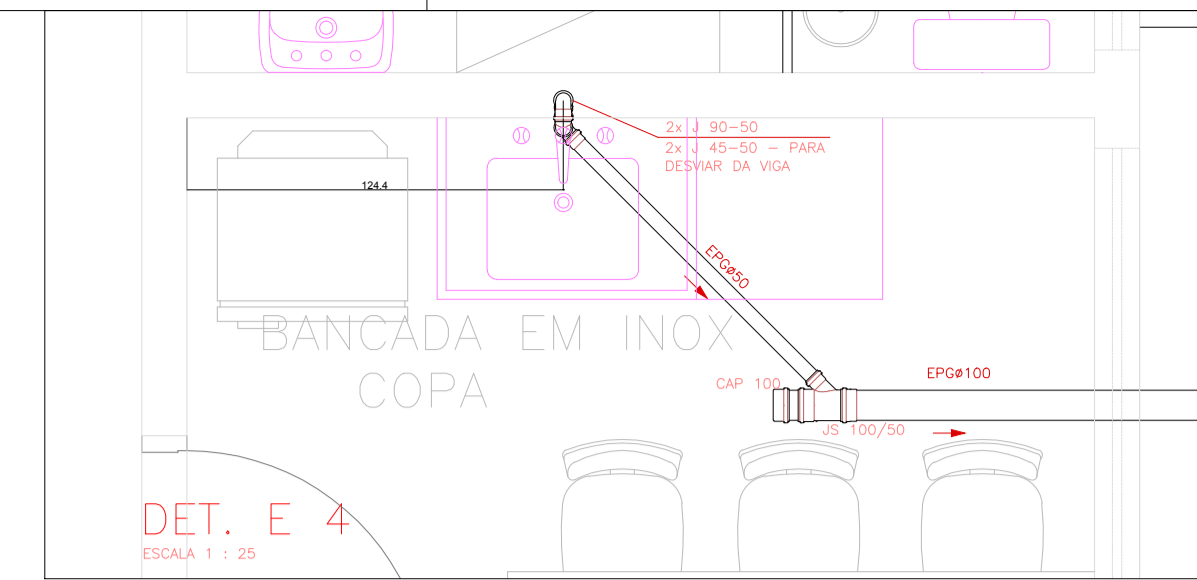 2x J 90-50
2x J 45-50 - PARA
DESVIAR DA VIGA
124.4
EPGø50
BANCADA EM INOX
COPA
CAP 100
EPGø100
JS 100/50
DET. E 4
ESCALA 1 : 25